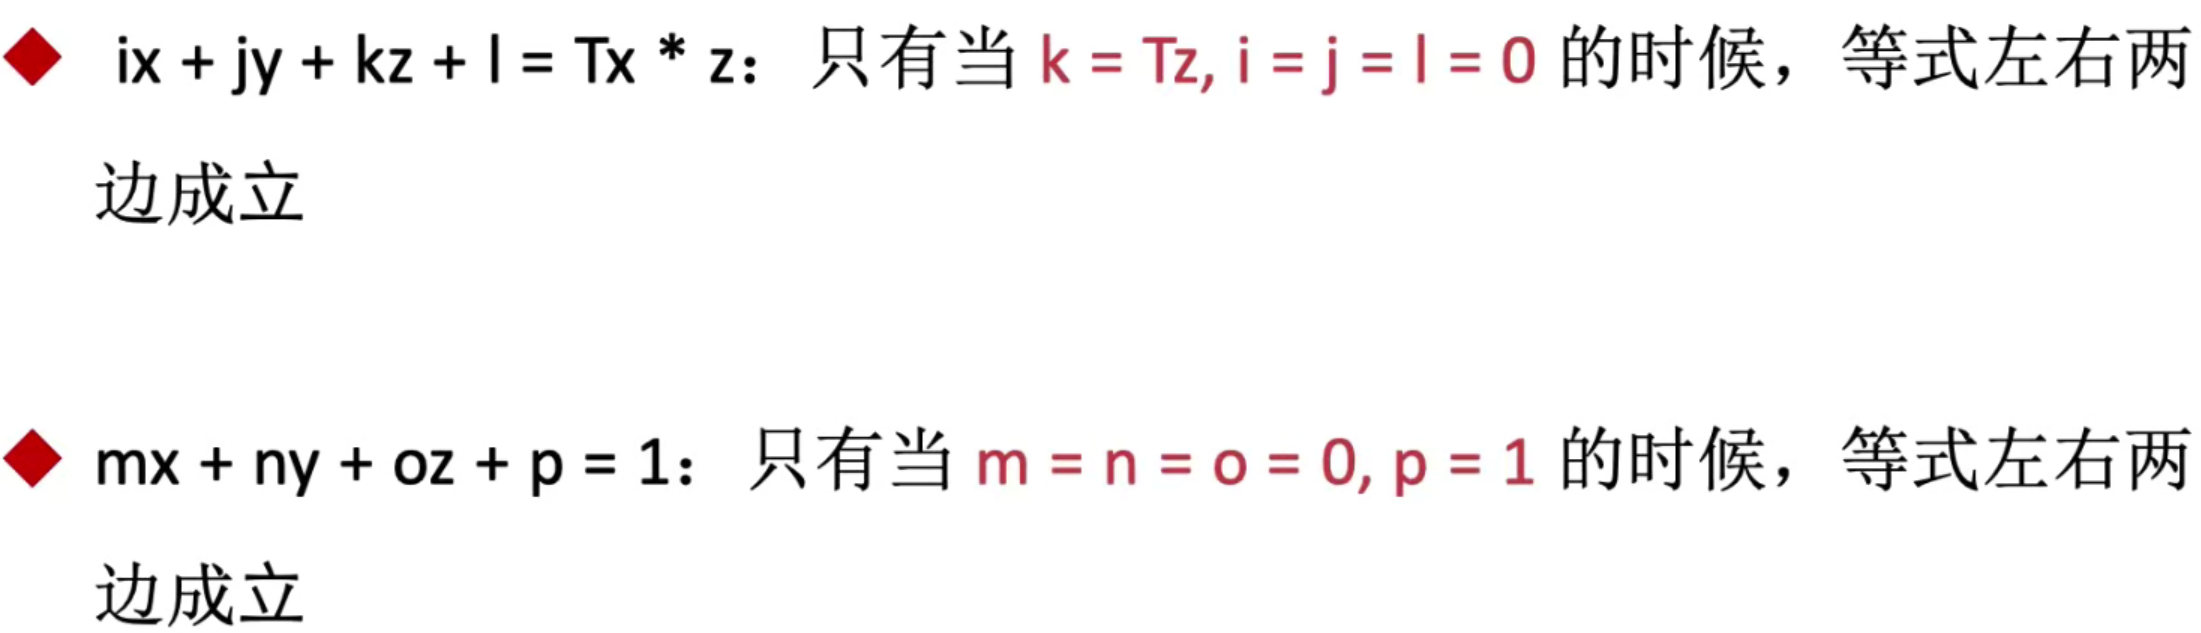 ix + jy + kz + l = Tx * z：只有当 k = Tz, i = j = l = 0 的时候，等式左右两
边成立
mx + ny + oz + p = 1：只有当 m = n = o = 0, p = 1 的时候，等式左右两
边成立